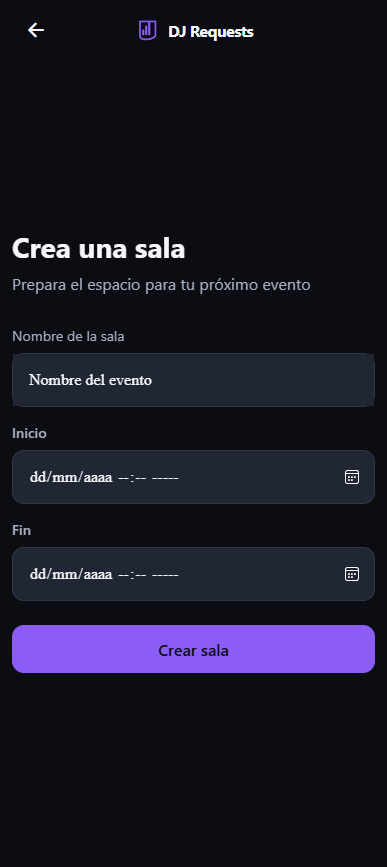 DJ Requests
Crea una sala
Prepara el espacio para tu próximo evento
Nombre de la sala
Nombre del evento
Inicio
dd/mm/aaaa --:-- -----
Fin
dd/mm/aaaa --:-- -----
Crear sala